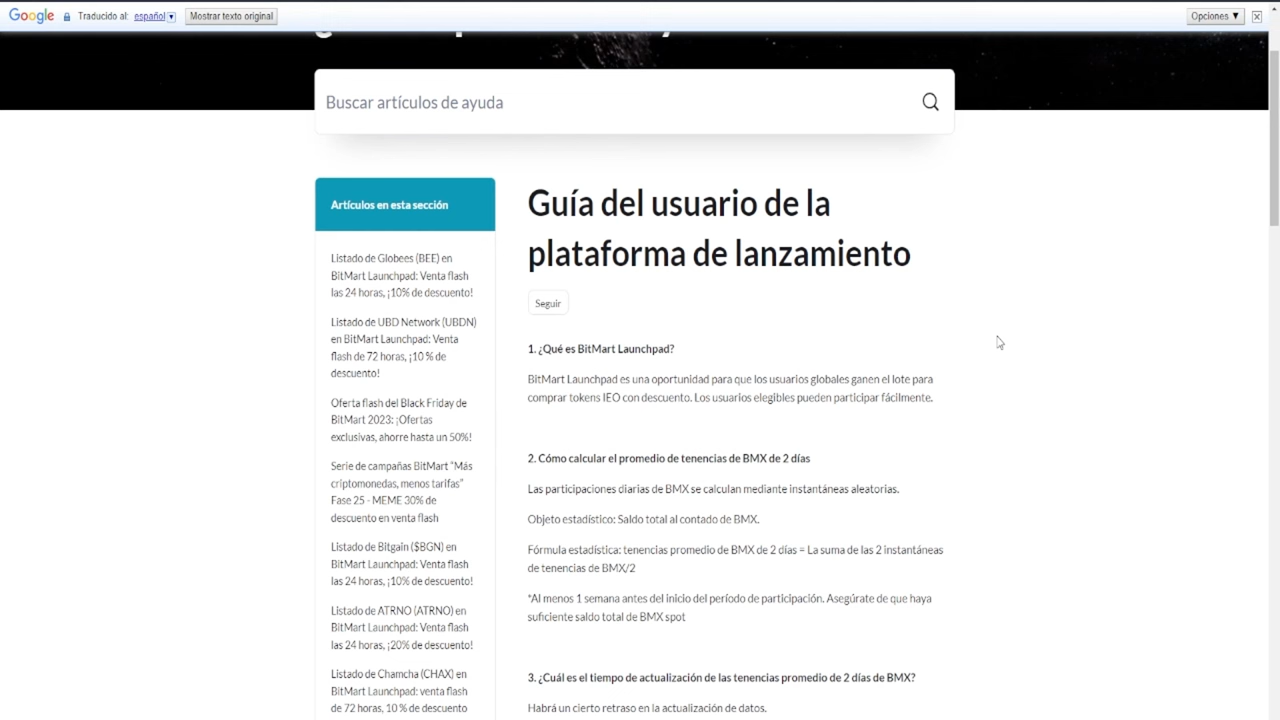 Google Traducido al: español Mostrar texto original Opciones ▼
Buscar artículos de ayuda
Artículos en esta sección
Listado de Globees (BEE) en
BitMart Launchpad: Venta flash
las 24 horas, ¡10% de descuento!
Listado de UBD Network (UBDN)
en BitMart Launchpad: Venta
flash de 72 horas, ¡10 % de
descuento!
Oferta flash del Black Friday de
BitMart 2023: ¡Ofertas
exclusivas, ahorre hasta un 50%!
Serie de campañas BitMart “Más
criptomonedas, menos tarifas”
Fase 25 - MEME 30% de
descuento en venta flash
Listado de Bitgain ($BGN) en
BitMart Launchpad: Venta flash
las 24 horas, ¡10% de descuento!
Listado de ATRNO (ATRNO) en
BitMart Launchpad: Venta flash
las 24 horas, ¡20% de descuento!
Listado de Chamcha (CHAX) en
BitMart Launchpad: venta flash
de 72 horas, 10 % de descuento
Guía del usuario de la
plataforma de lanzamiento
Seguir
1. ¿Qué es BitMart Launchpad?
BitMart Launchpad es una oportunidad para que los usuarios globales ganen el lote para
comprar tokens IEO con descuento. Los usuarios elegibles pueden participar fácilmente.
2. Cómo calcular el promedio de tenencias de BMX de 2 días
Las participaciones diarias de BMX se calculan mediante instantáneas aleatorias.
Objeto estadístico: Saldo total al contado de BMX.
Fórmula estadística: tenencias promedio de BMX de 2 días = La suma de las 2 instantáneas
de tenencias de BMX/2
*Al menos 1 semana antes del inicio del período de participación. Asegúrate de que haya
suficiente saldo total de BMX spot
3. ¿Cuál es el tiempo de actualización de las tenencias promedio de 2 días de BMX?
Habrá un cierto retraso en la actualización de datos.